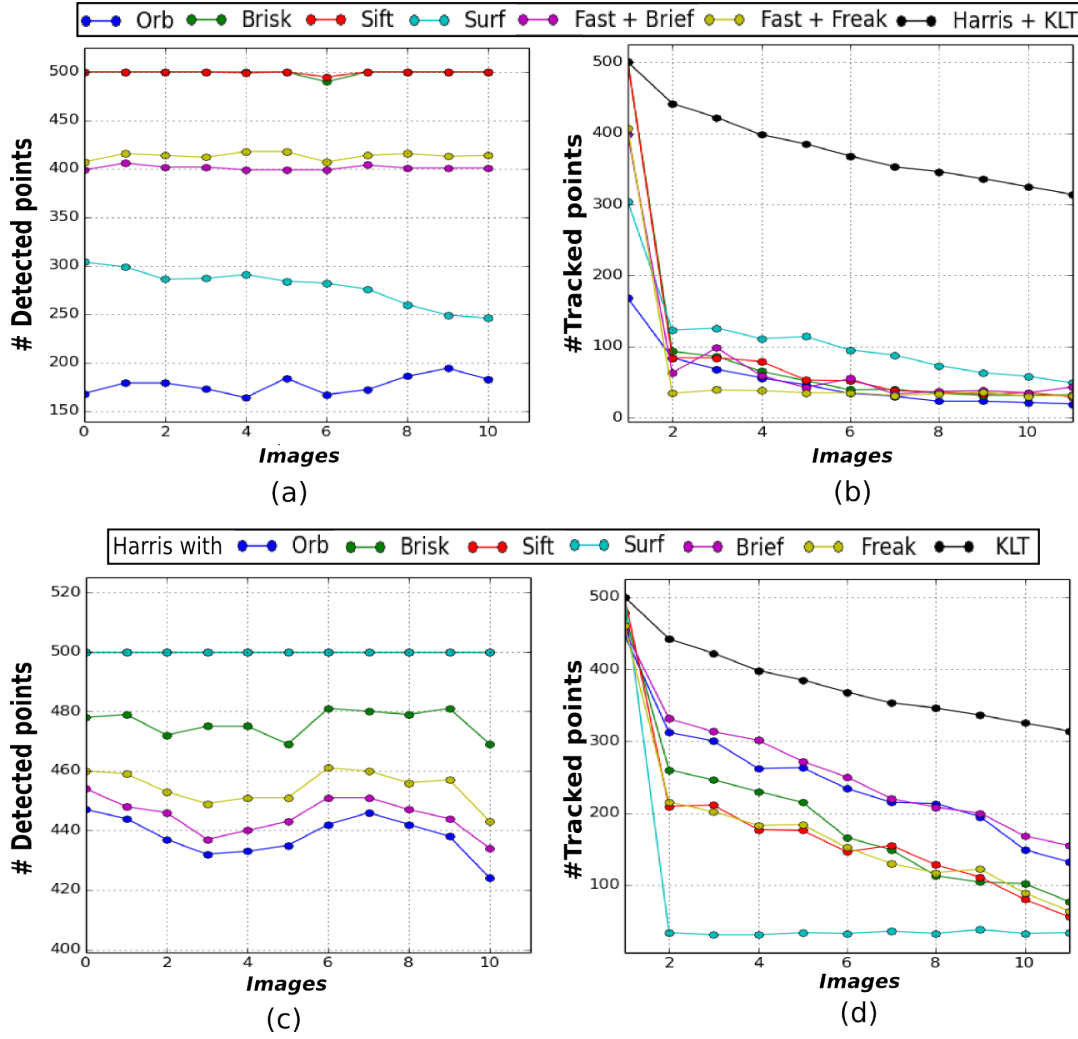 Orb Brisk Sift Surf Fast + Brief Fast + Freak Harris + KLT
# Detected points
500
450
400
350
300
250
200
150
0 2 4 6 8 10
Images
(a)
#Tracked points
500
400
300
200
100
0
2 4 6 8 10
Images
(b)
Harris with Orb Brisk Sift Surf Brief Freak KLT
# Detected points
520
500
480
460
440
420
400
0 2 4 6 8 10
Images
(c)
#Tracked points
500
400
300
200
100
2 4 6 8 10
Images
(d)